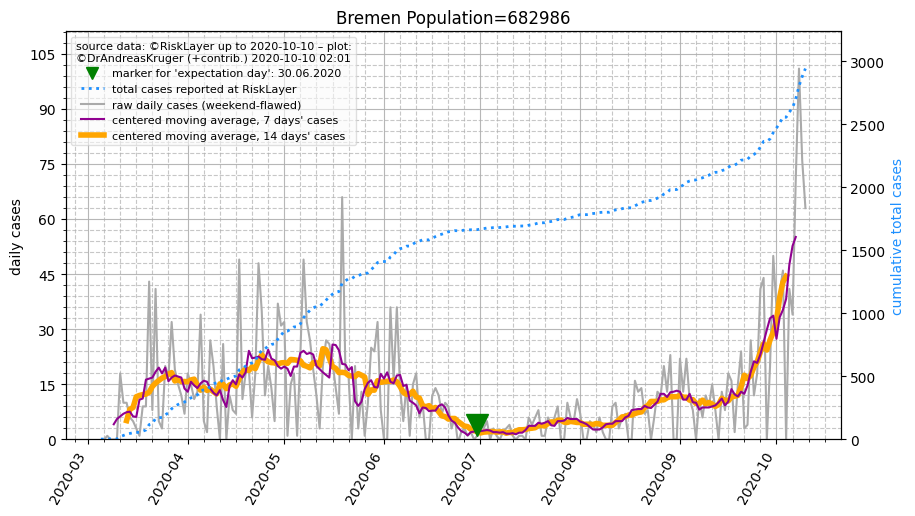 Bremen Population=682986
source data: ©RiskLayer up to 2020-10-10 – plot:
©DrAndreasKruger (+contrib.) 2020-10-10 02:01
marker for 'expectation day': 30.06.2020
total cases reported at RiskLayer
raw daily cases (weekend-flawed)
centered moving average, 7 days' cases
centered moving average, 14 days' cases
daily cases
105
90
75
60
45
30
15
0
3000
2500
2000
1500
1000
500
0
cumulative total cases
2020-03
2020-04
2020-05
2020-06
2020-07
2020-08
2020-09
2020-10